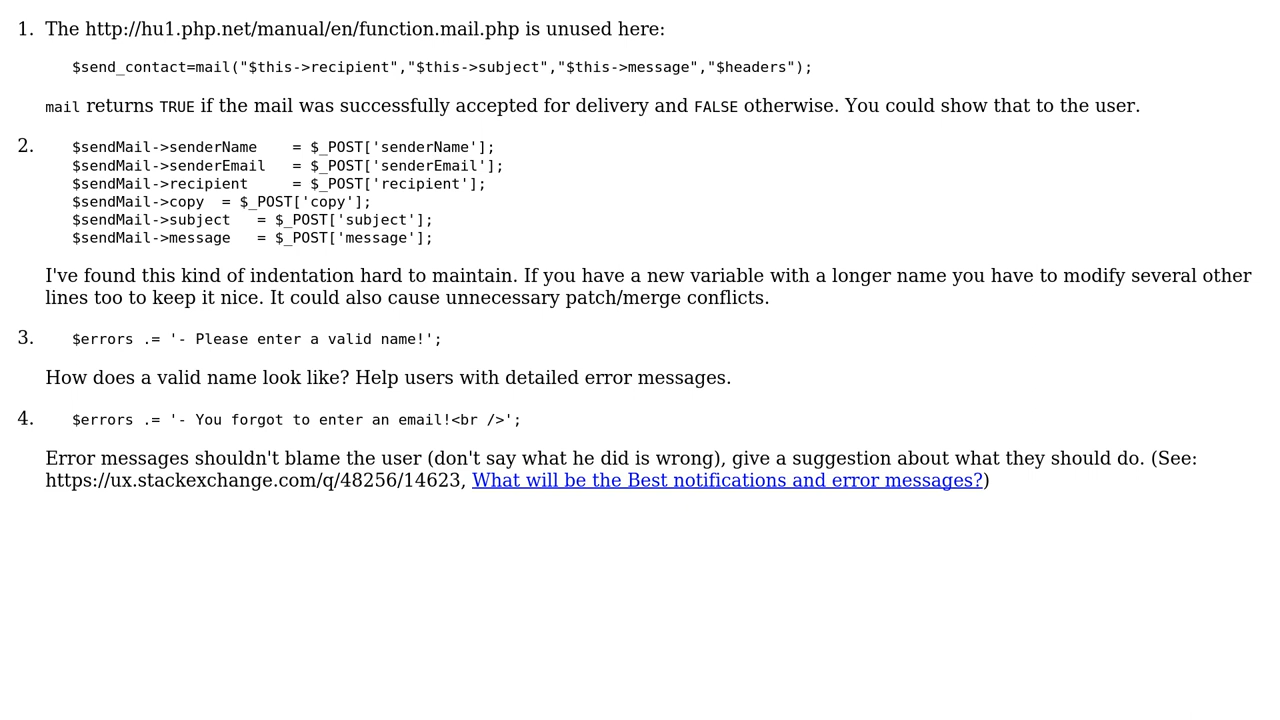 1. The http://hu1.php.net/manual/en/function.mail.php is unused here:
$send_contact=mail("$this->recipient","$this->subject","$this->message","$headers");
mail returns TRUE if the mail was successfully accepted for delivery and FALSE otherwise. You could show that to the user.
2. $sendMail->senderName    = $_POST['senderName'];
$sendMail->senderEmail   = $_POST['senderEmail'];
$sendMail->recipient     = $_POST['recipient'];
$sendMail->copy  = $_POST['copy'];
$sendMail->subject   = $_POST['subject'];
$sendMail->message   = $_POST['message'];
I've found this kind of indentation hard to maintain. If you have a new variable with a longer name you have to modify several other
lines too to keep it nice. It could also cause unnecessary patch/merge conflicts.
3. $errors .= '- Please enter a valid name!';
How does a valid name look like? Help users with detailed error messages.
4. $errors .= '- You forgot to enter an email!<br />';
Error messages shouldn't blame the user (don't say what he did is wrong), give a suggestion about what they should do. (See:
https://ux.stackexchange.com/q/48256/14623, What will be the Best notifications and error messages?)